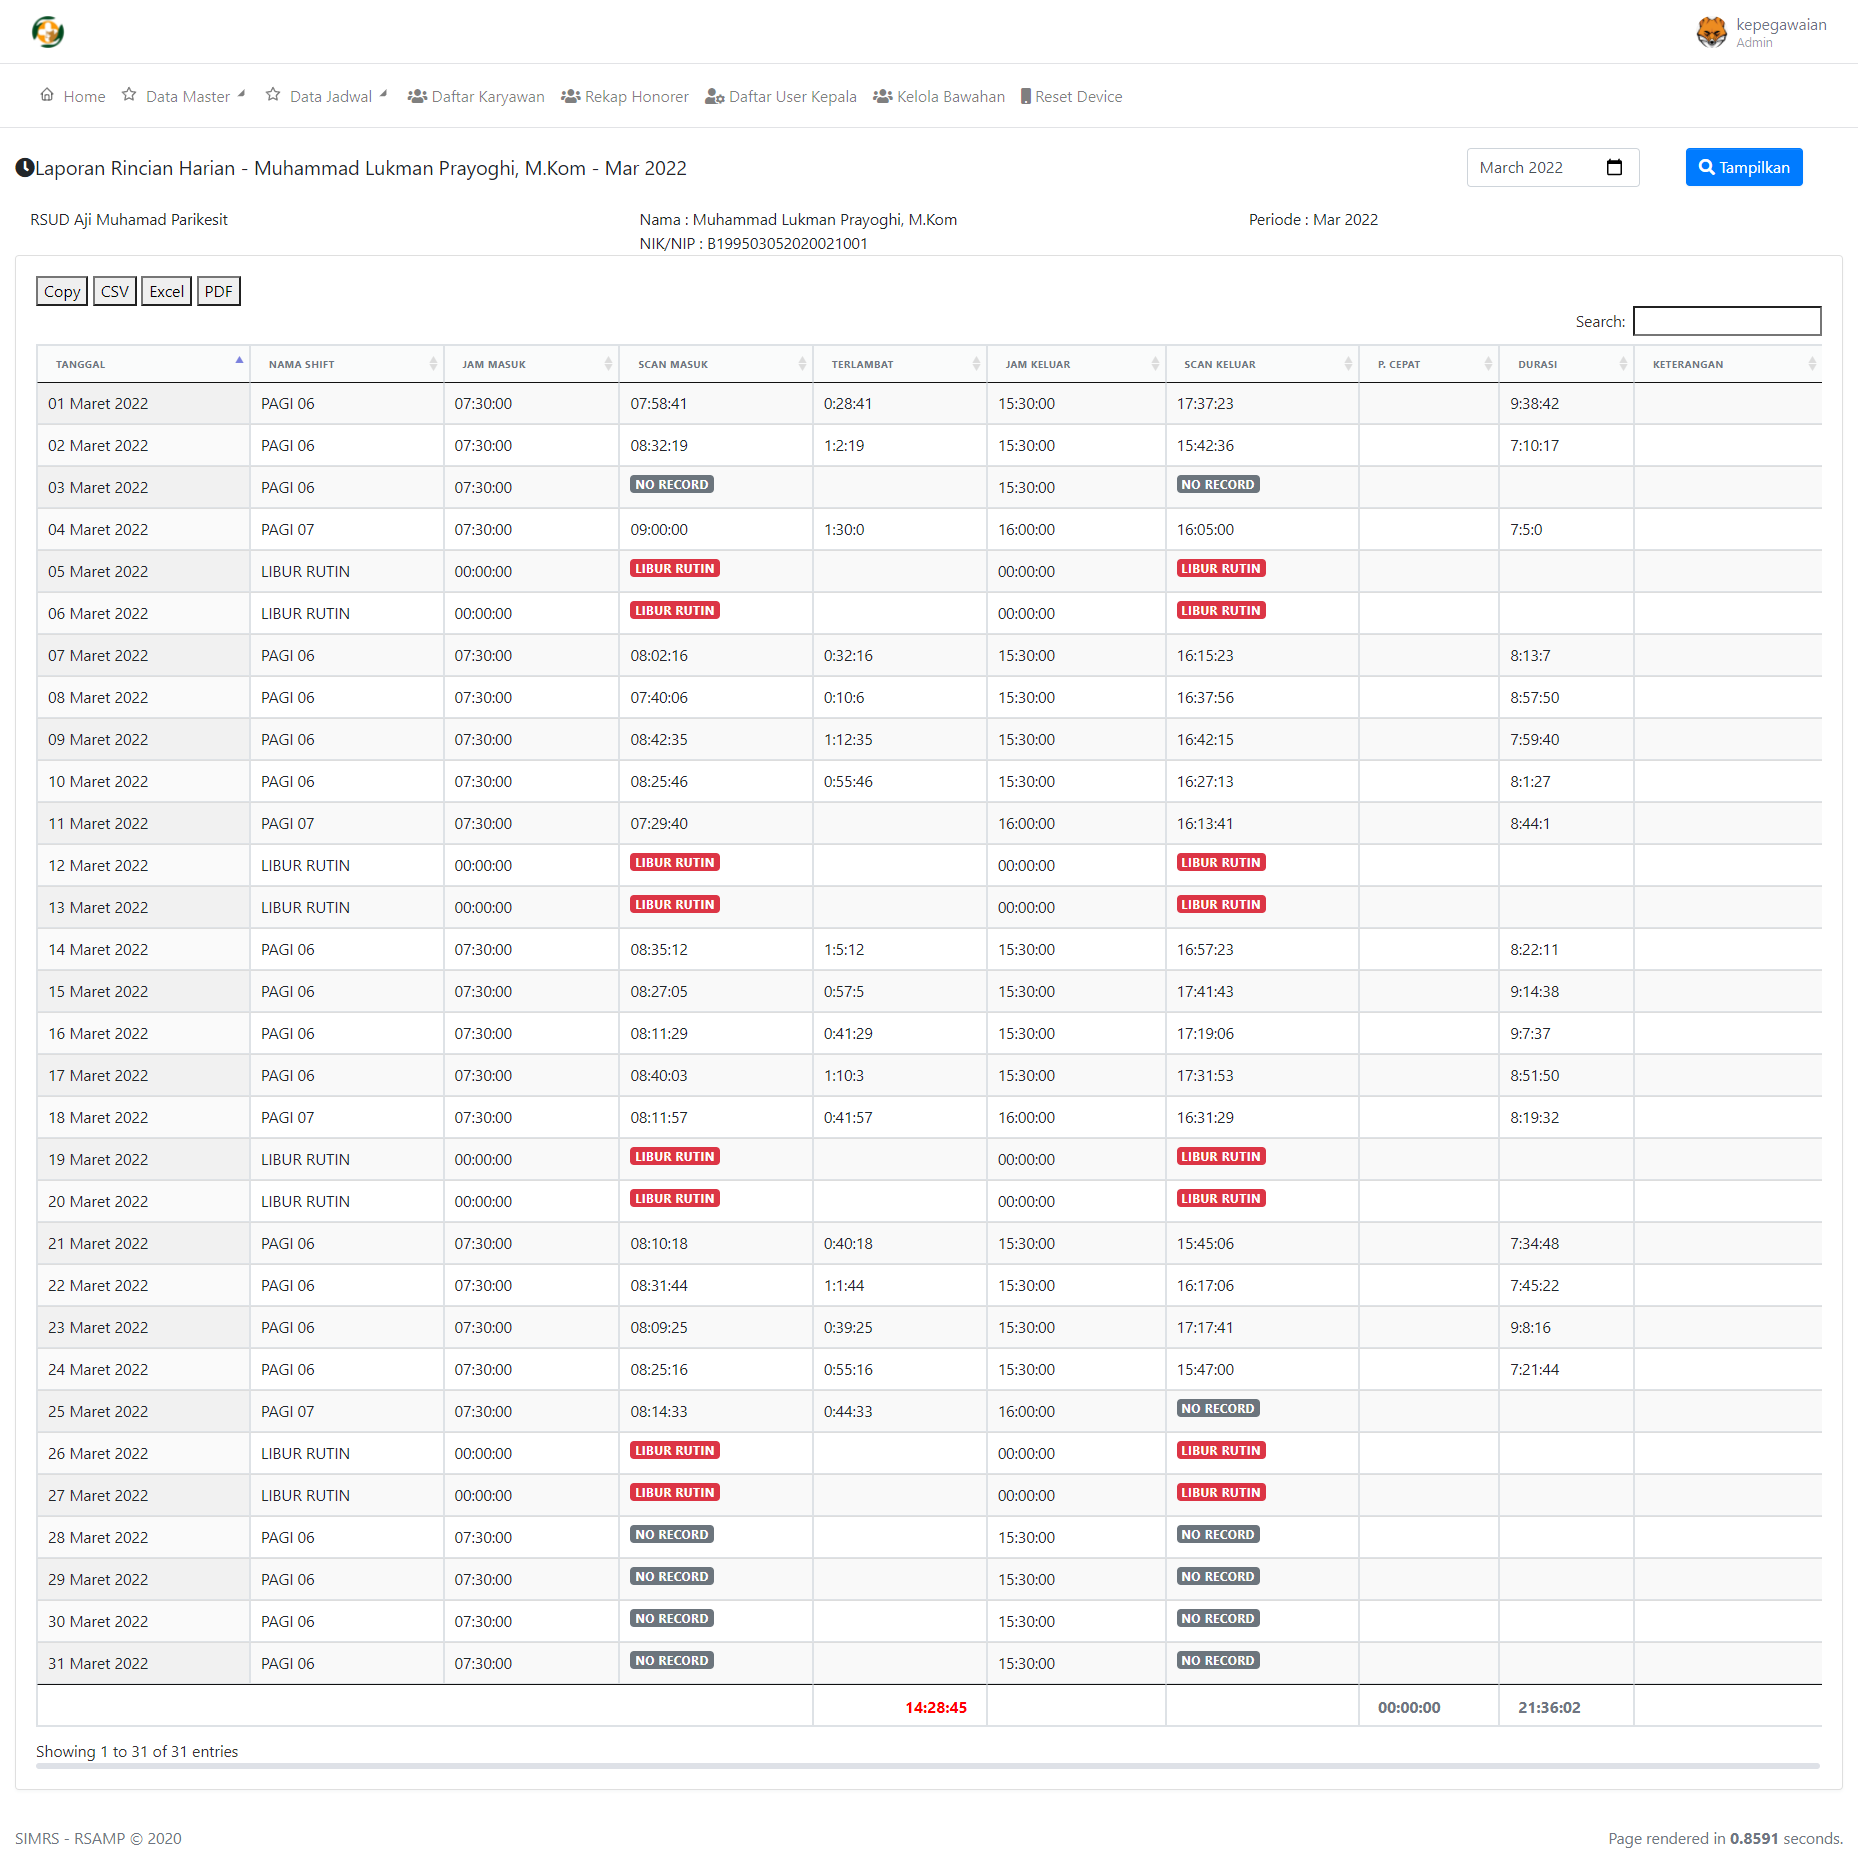 kepegawaian
Admin
Home Data Master Data Jadwal Daftar Karyawan Rekap Honorer Daftar User Kepala Kelola Bawahan Reset Device
Laporan Rincian Harian - Muhammad Lukman Prayoghi, M.Kom - Mar 2022 March 2022 Tampilkan
RSUD Aji Muhamad Parikesit Nama : Muhammad Lukman Prayoghi, M.Kom Periode : Mar 2022
NIK/NIP : B199503052020021001
Copy CSV Excel PDF
Search:
TANGGAL NAMA SHIFT JAM MASUK SCAN MASUK TERLAMBAT JAM KELUAR SCAN KELUAR P. CEPAT DURASI KETERANGAN
01 Maret 2022 PAGI 06 07:30:00 07:58:41 0:28:41 15:30:00 17:37:23 9:38:42
02 Maret 2022 PAGI 06 07:30:00 08:32:19 1:2:19 15:30:00 15:42:36 7:10:17
03 Maret 2022 PAGI 06 07:30:00 NO RECORD 15:30:00 NO RECORD
04 Maret 2022 PAGI 07 07:30:00 09:00:00 1:30:0 16:00:00 16:05:00 7:5:0
05 Maret 2022 LIBUR RUTIN 00:00:00 LIBUR RUTIN 00:00:00 LIBUR RUTIN
06 Maret 2022 LIBUR RUTIN 00:00:00 LIBUR RUTIN 00:00:00 LIBUR RUTIN
07 Maret 2022 PAGI 06 07:30:00 08:02:16 0:32:16 15:30:00 16:15:23 8:13:7
08 Maret 2022 PAGI 06 07:30:00 07:40:06 0:10:6 15:30:00 16:37:56 8:57:50
09 Maret 2022 PAGI 06 07:30:00 08:42:35 1:12:35 15:30:00 16:42:15 7:59:40
10 Maret 2022 PAGI 06 07:30:00 08:25:46 0:55:46 15:30:00 16:27:13 8:1:27
11 Maret 2022 PAGI 07 07:30:00 07:29:40 16:00:00 16:13:41 8:44:1
12 Maret 2022 LIBUR RUTIN 00:00:00 LIBUR RUTIN 00:00:00 LIBUR RUTIN
13 Maret 2022 LIBUR RUTIN 00:00:00 LIBUR RUTIN 00:00:00 LIBUR RUTIN
14 Maret 2022 PAGI 06 07:30:00 08:35:12 1:5:12 15:30:00 16:57:23 8:22:11
15 Maret 2022 PAGI 06 07:30:00 08:27:05 0:57:5 15:30:00 17:41:43 9:14:38
16 Maret 2022 PAGI 06 07:30:00 08:11:29 0:41:29 15:30:00 17:19:06 9:7:37
17 Maret 2022 PAGI 06 07:30:00 08:40:03 1:10:3 15:30:00 17:31:53 8:51:50
18 Maret 2022 PAGI 07 07:30:00 08:11:57 0:41:57 16:00:00 16:31:29 8:19:32
19 Maret 2022 LIBUR RUTIN 00:00:00 LIBUR RUTIN 00:00:00 LIBUR RUTIN
20 Maret 2022 LIBUR RUTIN 00:00:00 LIBUR RUTIN 00:00:00 LIBUR RUTIN
21 Maret 2022 PAGI 06 07:30:00 08:10:18 0:40:18 15:30:00 15:45:06 7:34:48
22 Maret 2022 PAGI 06 07:30:00 08:31:44 1:1:44 15:30:00 16:17:06 7:45:22
23 Maret 2022 PAGI 06 07:30:00 08:09:25 0:39:25 15:30:00 17:17:41 9:8:16
24 Maret 2022 PAGI 06 07:30:00 08:25:16 0:55:16 15:30:00 15:47:00 7:21:44
25 Maret 2022 PAGI 07 07:30:00 08:14:33 0:44:33 16:00:00 NO RECORD
26 Maret 2022 LIBUR RUTIN 00:00:00 LIBUR RUTIN 00:00:00 LIBUR RUTIN
27 Maret 2022 LIBUR RUTIN 00:00:00 LIBUR RUTIN 00:00:00 LIBUR RUTIN
28 Maret 2022 PAGI 06 07:30:00 NO RECORD 15:30:00 NO RECORD
29 Maret 2022 PAGI 06 07:30:00 NO RECORD 15:30:00 NO RECORD
30 Maret 2022 PAGI 06 07:30:00 NO RECORD 15:30:00 NO RECORD
31 Maret 2022 PAGI 06 07:30:00 NO RECORD 15:30:00 NO RECORD
14:28:45 00:00:00 21:36:02
Showing 1 to 31 of 31 entries
SIMRS - RSAMP © 2020 Page rendered in 0.8591 seconds.